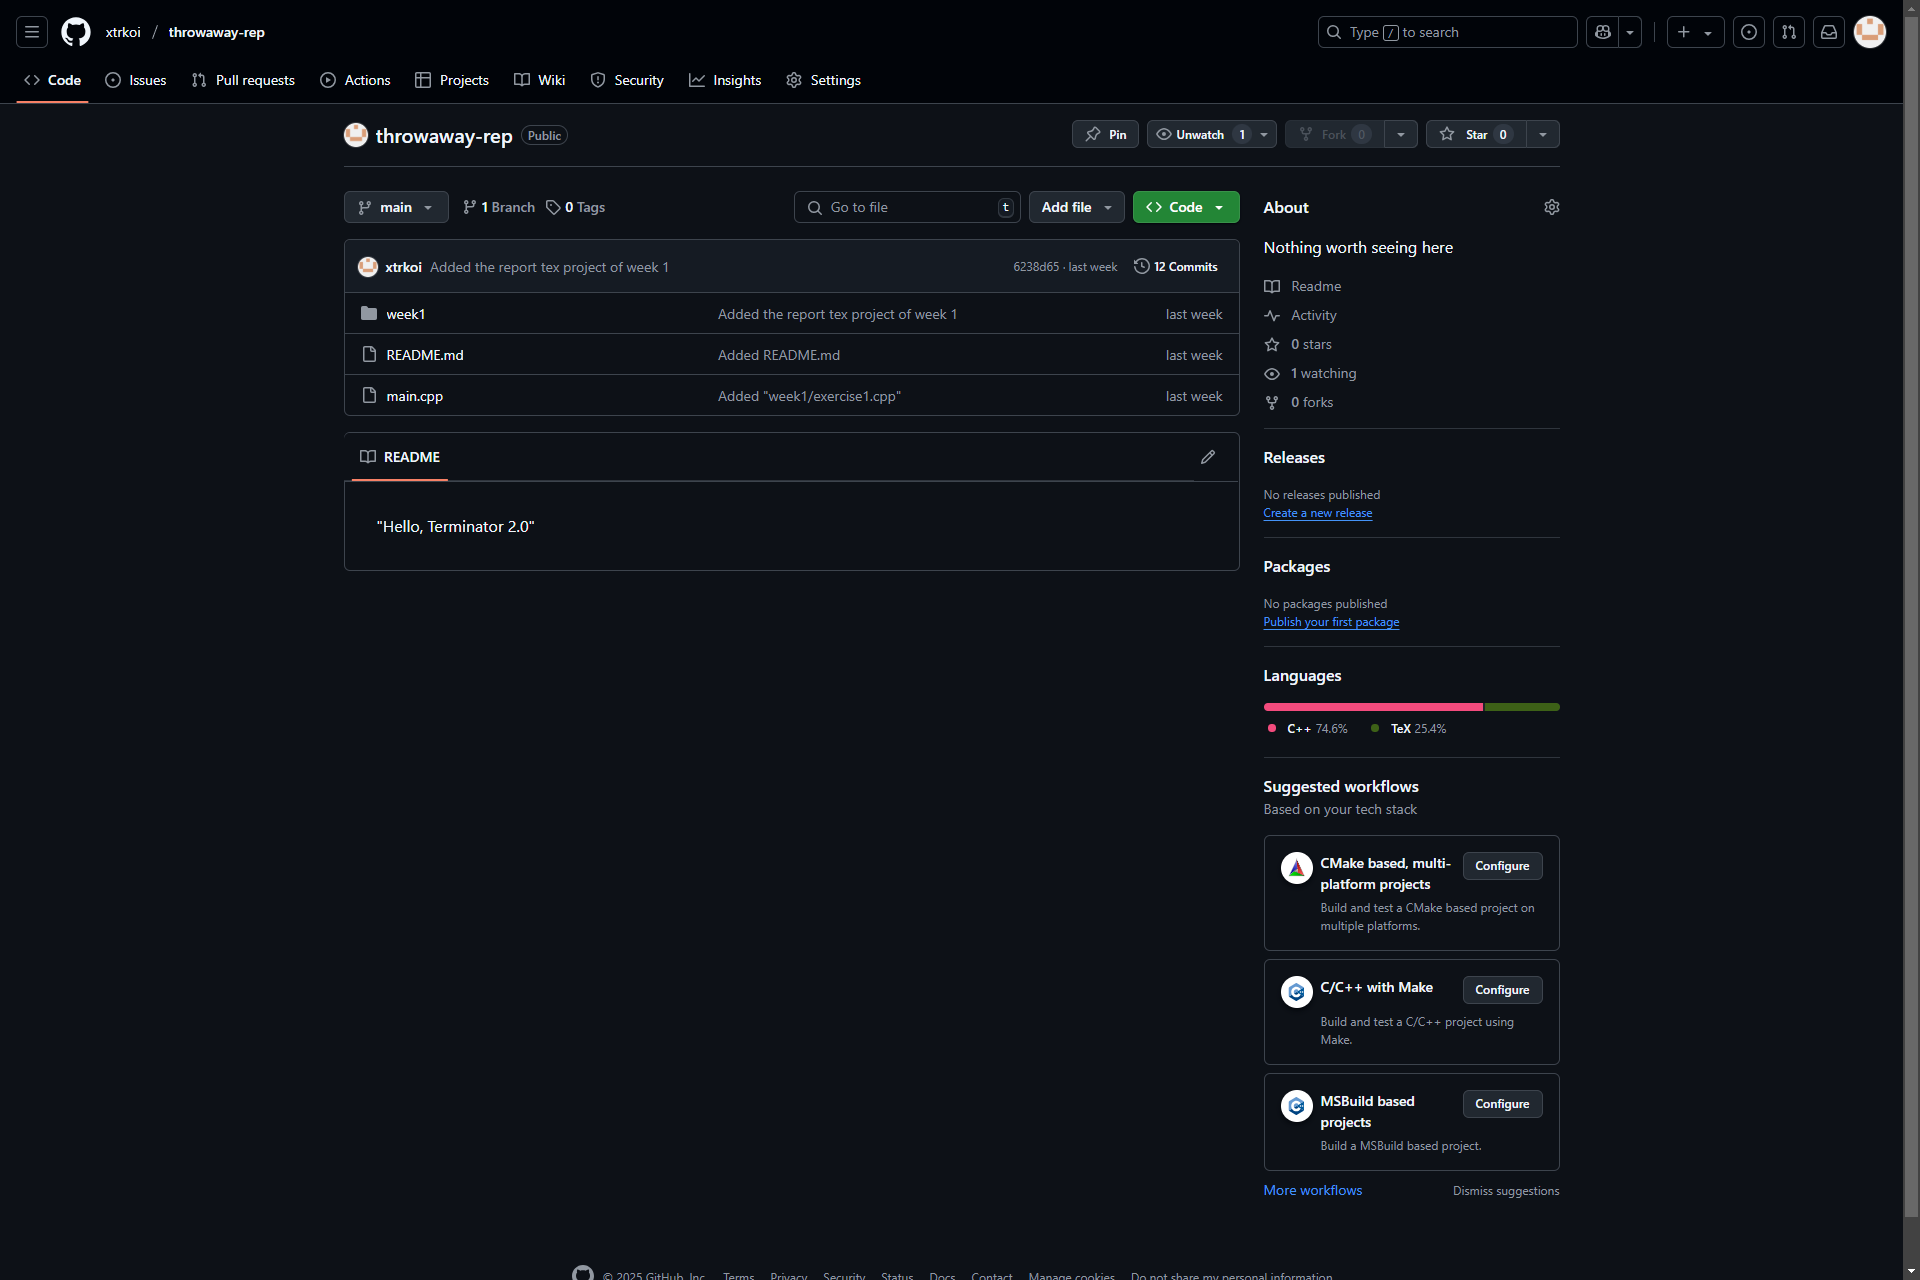 xtrkoi / throwaway-rep
Type / to search
Code
Issues
Pull requests
Actions
Projects
Wiki
Security
Insights
Settings
throwaway-rep Public
Pin
Unwatch 1
Fork 0
Star 0
main
1 Branch
0 Tags
Go to file t
Add file
Code
xtrkoi Added the report tex project of week 1
6238d65 · last week
12 Commits
week1 Added the report tex project of week 1 last week
README.md Added README.md last week
main.cpp Added "week1/exercise1.cpp" last week
README
"Hello, Terminator 2.0"
About
Nothing worth seeing here
Readme
Activity
0 stars
1 watching
0 forks
Releases
No releases published
Create a new release
Packages
No packages published
Publish your first package
Languages
C++ 74.6% TeX 25.4%
Suggested workflows
Based on your tech stack
CMake based, multi-
platform projects
Configure
Build and test a CMake based project on
multiple platforms.
C/C++ with Make
Configure
Build and test a C/C++ project using
Make.
MSBuild based
projects
Configure
Build a MSBuild based project.
More workflows
Dismiss suggestions
© 2025 GitHub, Inc. Terms Privacy Security Status Docs Contact Manage cookies Do not share my personal information